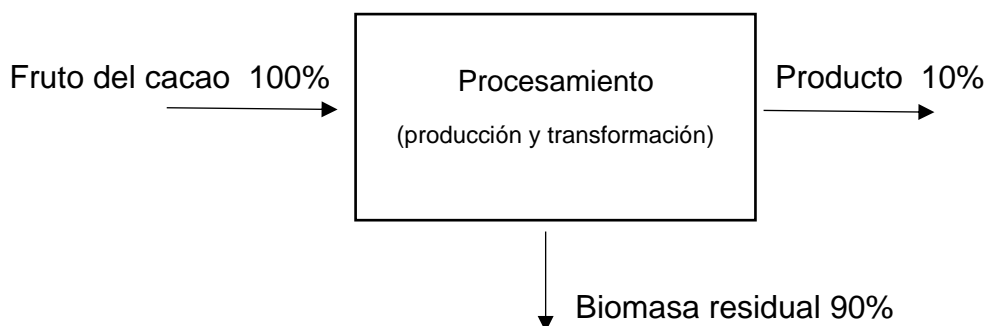 Fruto del cacao  100%
Procesamiento
(producción y transformación)
Producto  10%
Biomasa residual 90%